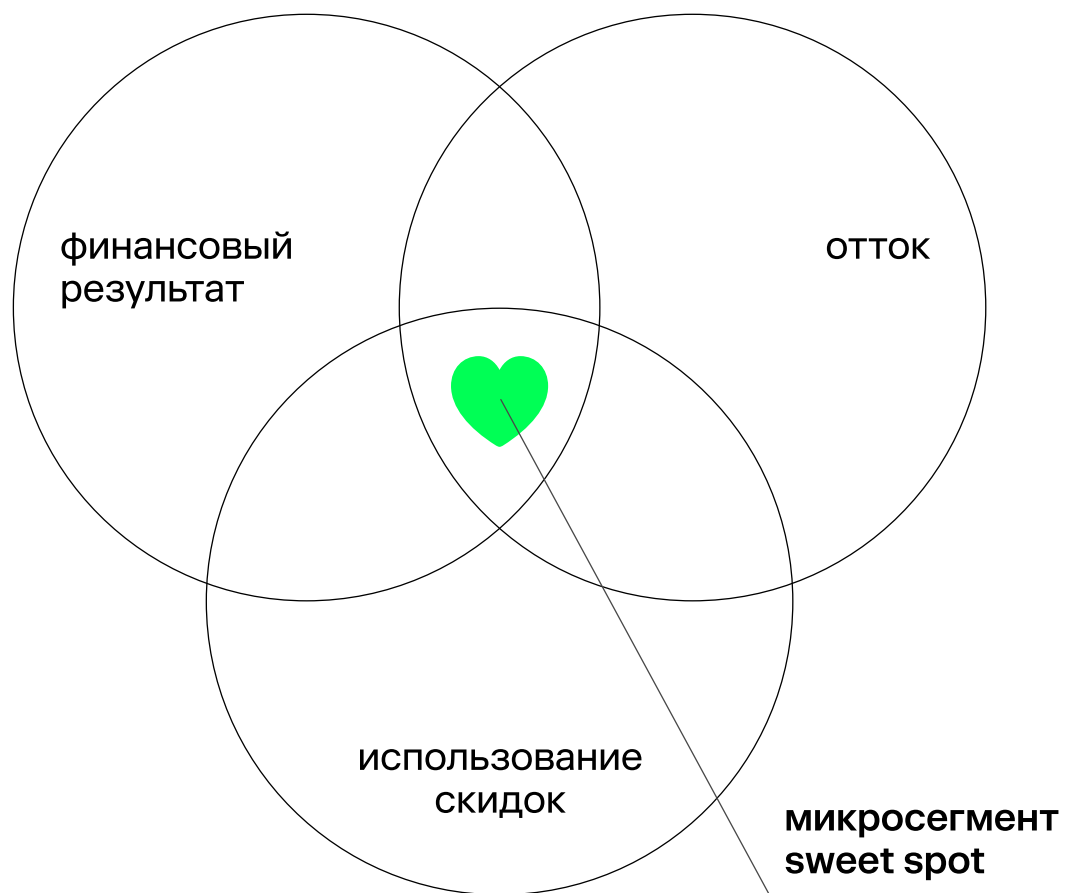 финансовый
результат
отток
использование
скидок
микросегмент
sweet spot